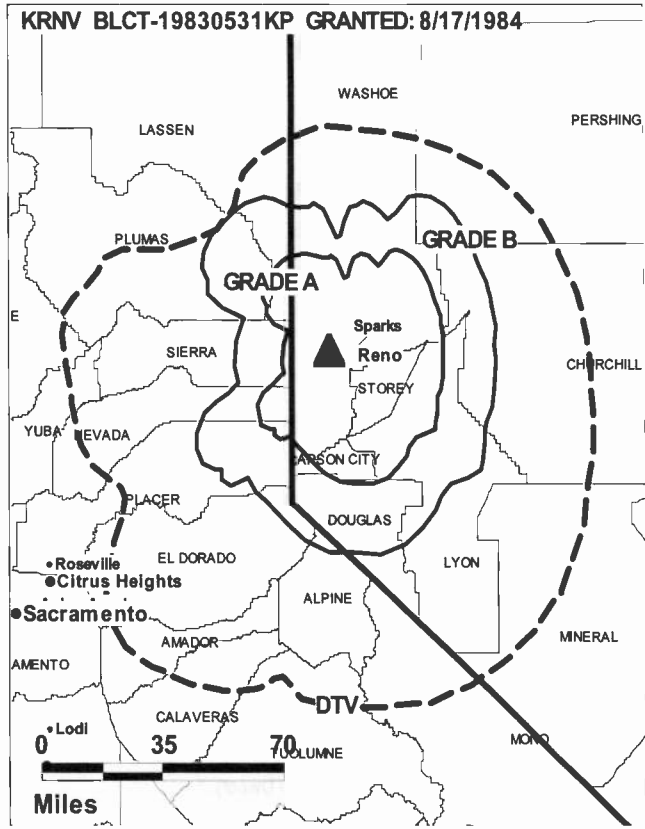 KRNV BLCT-19830531KP GRANTED: 8/17/1984
WASHOE
PERSHING
LASSEN
PLUMAS
GRADE B
GRADE A
E
Sparks
SIERRA
Reno
CHURCHILL
STOREY
YUBA
NEVADA
CARSON CITY
PLACER
DOUGLAS
EL DORADO
LYON
Roseville
Citrus Heights
ALPINE
Sacramento
AMADOR
MINERAL
AMENTO
DTV
CALAVERAS
Lodi
MONO
0 35 70
TUOLUMNE
Miles